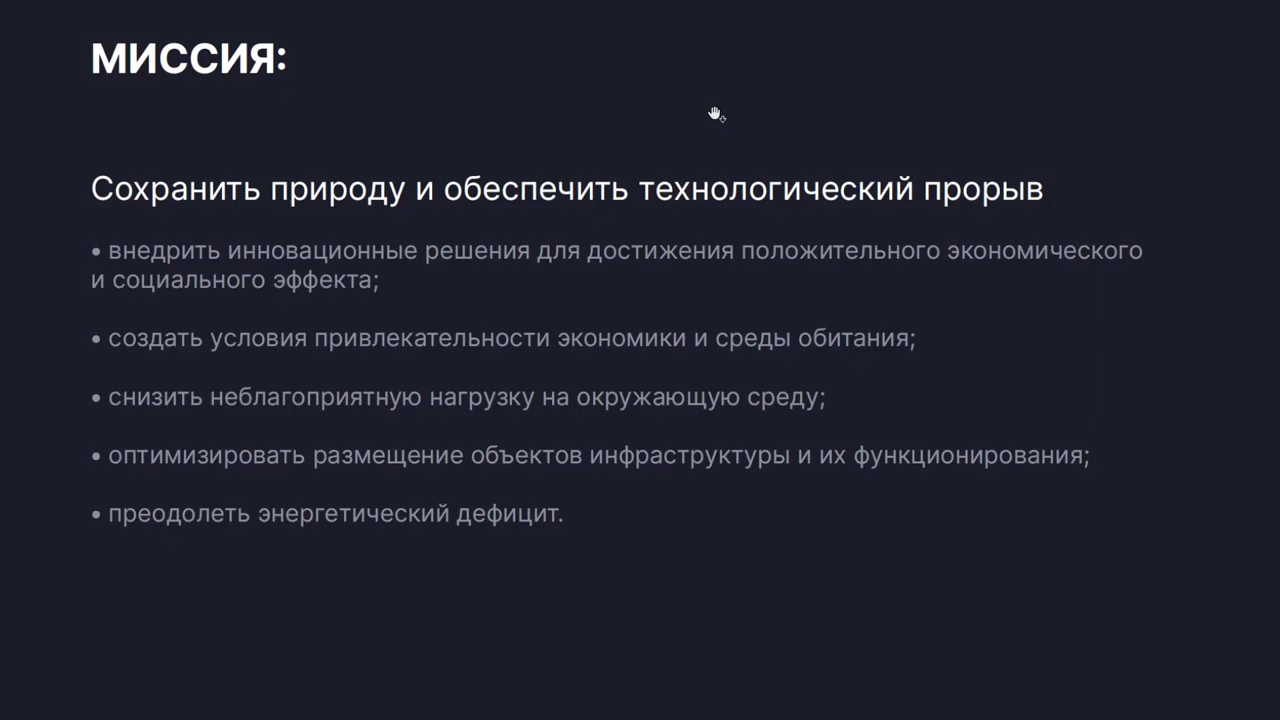 МИССИЯ:
Сохранить природу и обеспечить технологический прорыв
• внедрить инновационные решения для достижения положительного экономического
и социального эффекта;
• создать условия привлекательности экономики и среды обитания;
• снизить неблагоприятную нагрузку на окружающую среду;
• оптимизировать размещение объектов инфраструктуры и их функционирования;
• преодолеть энергетический дефицит.